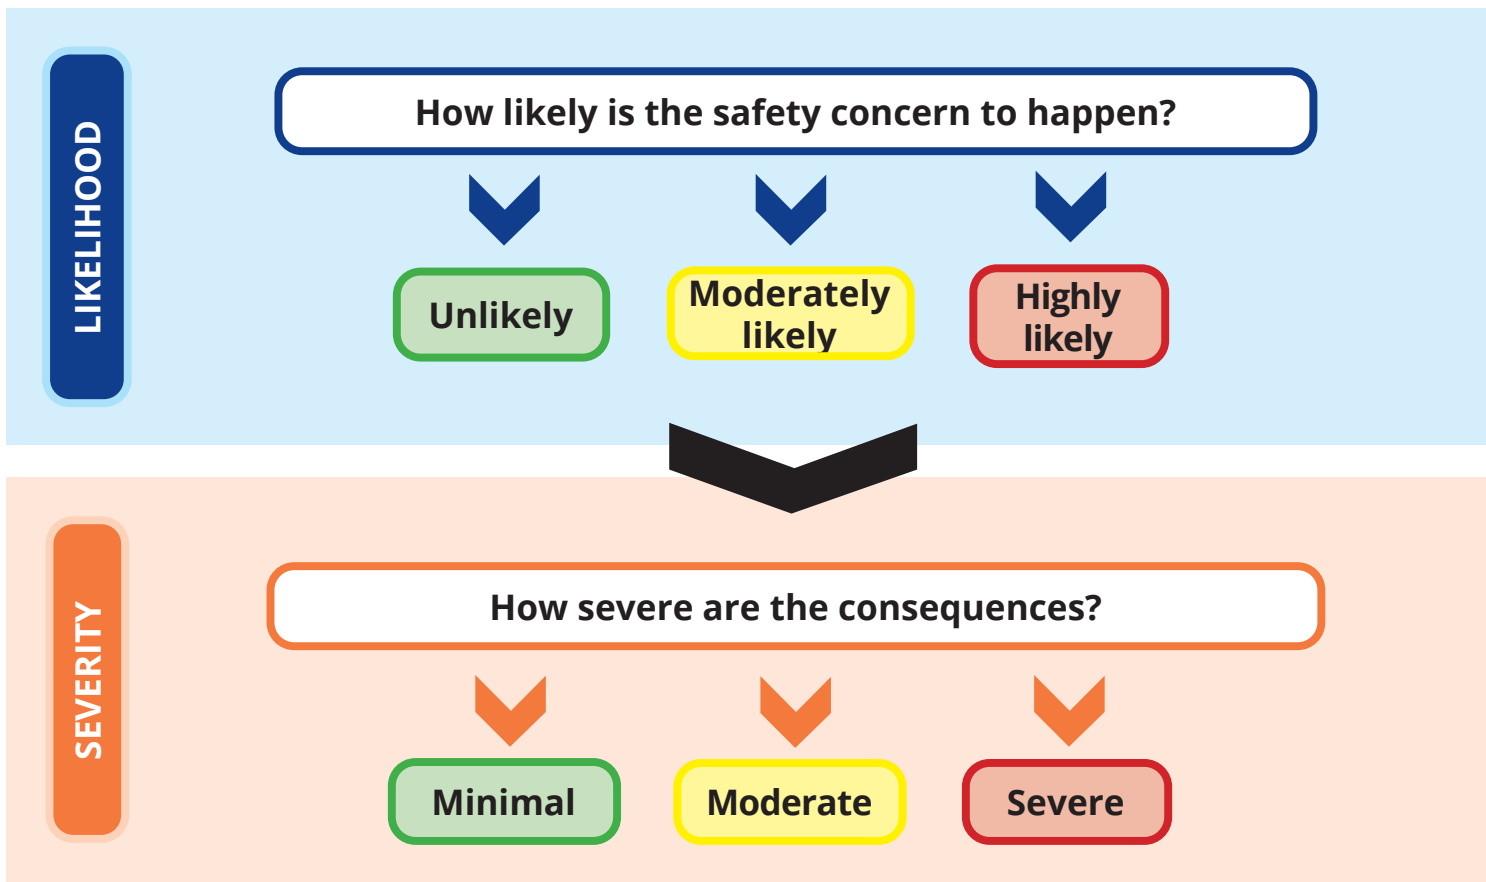 LIKELIHOOD
How likely is the safety concern to happen?
Unlikely
Moderately
likely
Highly
likely
SEVERITY
How severe are the consequences?
Minimal
Moderate
Severe